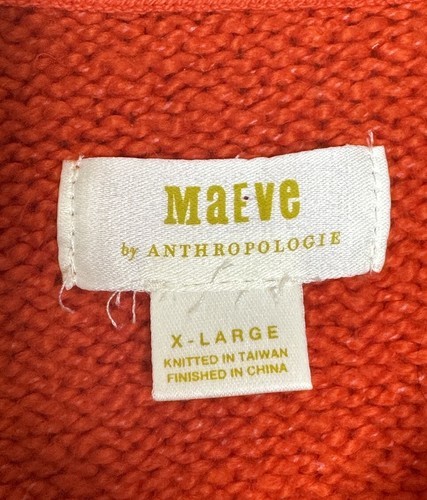 MaEve
by ANTHROPOLOGIE
X-LARGE
KNITTED IN TAIWAN
FINISHED IN CHINA